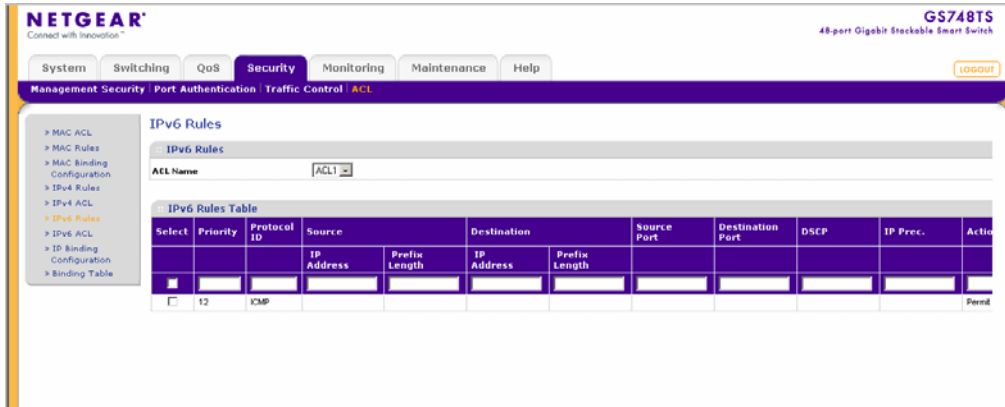 NETGEAR
Connect with Innovation™
GS748TS
48-port Gigabit Stackable Smart Switch
System Switching QoS Security Monitoring Maintenance Help
LOGOUT
Management Security Port Authentication Traffic Control ACL
» MAC ACL
» MAC Rules
» MAC Binding
Configuration
» IPv4 Rules
» IPv4 ACL
» IPv6 Rules
» IPv6 ACL
» IP Binding
Configuration
» Binding Table
IPv6 Rules
IPv6 Rules
ACL Name ACL1
IPv6 Rules Table
Select Priority Protocol ID Source Destination Source Port Destination Port DSCP IP Prec. Actio
IP Address Prefix Length IP Address Prefix Length
12 ICMP Permit